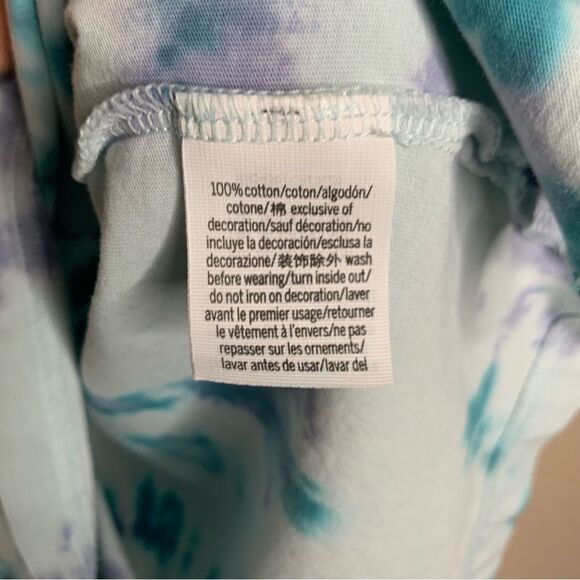 100% cotton/coton/algodón/
cotone/棉 exclusive of
decoration/sauf décoration/no
incluye la decoración/esclusa la
decorazione/装饰除外 wash
before wearing/turn inside out/
do not iron on decoration/laver
avant le premier usage/retourner
le vêtement à l'envers/ne pas
repasser sur les ornements/
lavar antes de usar/lavar del